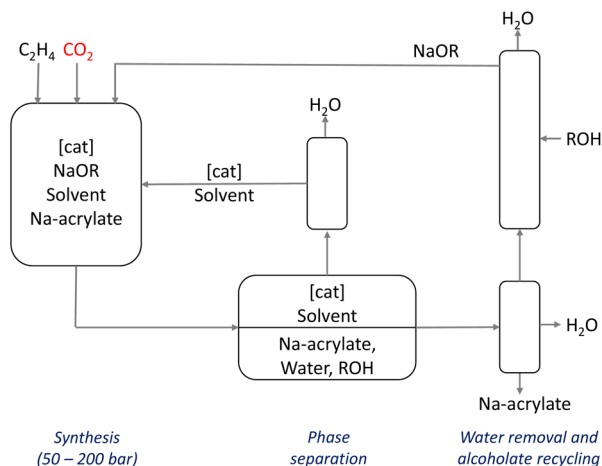 H₂O
C₂H₄ CO₂
NaOR
H₂O
[cat]
NaOR
Solvent
Na-acrylate
[cat]
Solvent
ROH
[cat]
Solvent
Na-acrylate,
Water, ROH
H₂O
Na-acrylate
Synthesis
(50 – 200 bar)
Phase
separation
Water removal and
alcoholate recycling